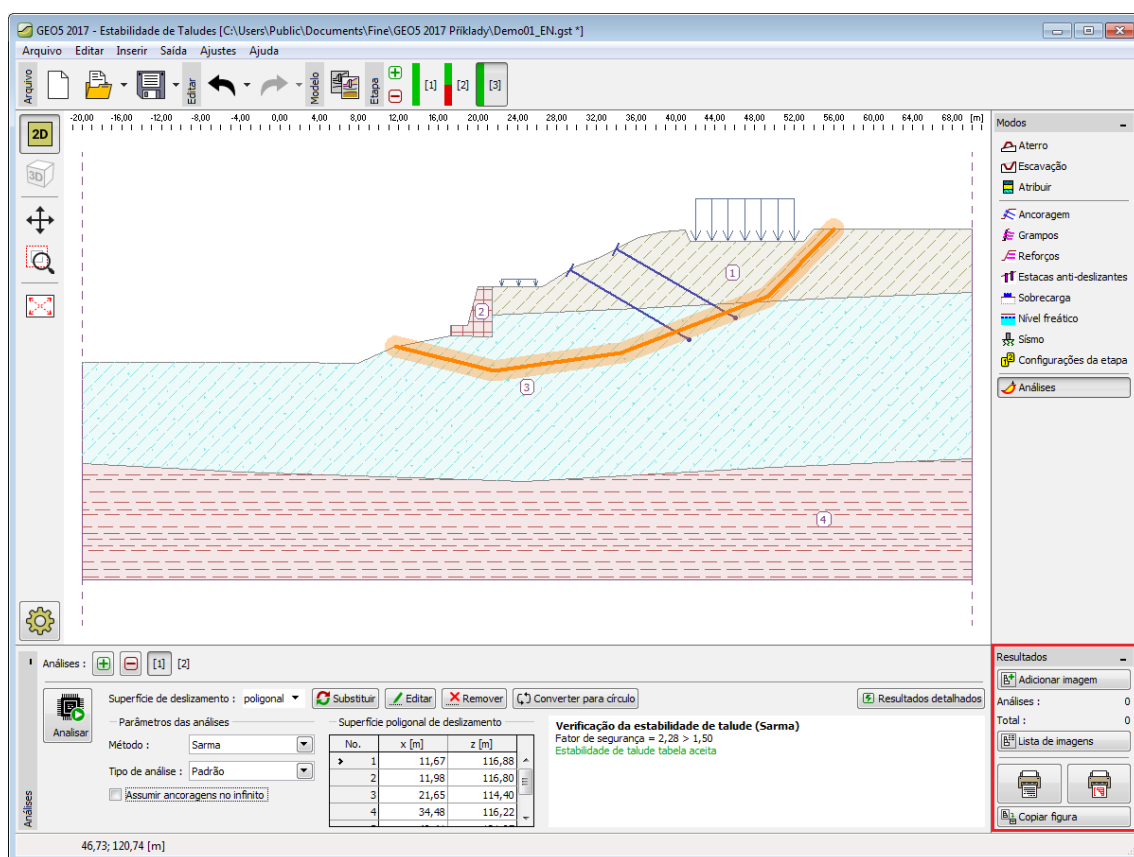 GEO5 2017 - Estabilidade de Taludes [C:\Users\Public\Documents\Fine\GEO5 2017 Příklady\Demo01_EN.gst *]
Arquivo Editar Inserir Saída Ajustes Ajuda
Arquivo
Editar
Modelo
Etapa
[1] [2] [3]
2D
3D
-20,00 -16,00 -12,00 -8,00 -4,00 0,00 4,00 8,00 12,00 16,00 20,00 24,00 28,00 32,00 36,00 40,00 44,00 48,00 52,00 56,00 60,00 64,00 68,00 [m]
1
2
3
4
Modos
Aterro
Escavação
Atribuir
Ancoragem
Grampos
Reforços
Estacas anti-deslizantes
Sobrecarga
Nível freático
Sismo
Configurações da etapa
Análises
Análises : [1] [2]
Analisar
Superfície de deslizamento : poligonal Substituir Editar Remover Converter para círculo Resultados detalhados
Parâmetros das análises
Método : Sarma
Tipo de análise : Padrão
Assumir ancoragens no infinito
Superfície poligonal de deslizamento
No. x [m] z [m]
1 11,67 116,88
2 11,98 116,80
3 21,65 114,40
4 34,48 116,22
Verificação da estabilidade de talude (Sarma)
Fator de segurança = 2,28 > 1,50
Estabilidade de talude tabela aceita
Análises
Resultados
Adicionar imagem
Análises : 0
Total : 0
Lista de imagens
Copiar figura
46,73; 120,74 [m]